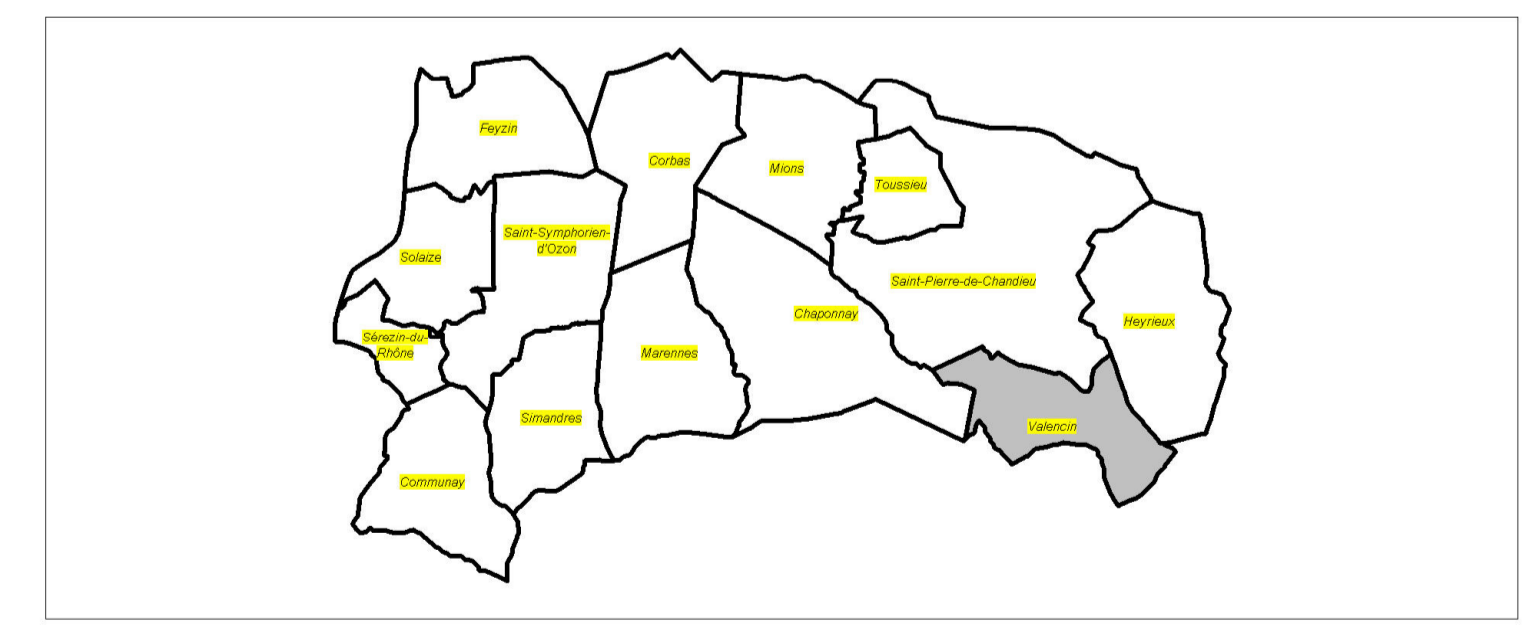 Feyzin
Corbas
Mions
Toussieu
Saint-Symphorien-
d'Ozon
Solaize
Saint-Pierre-de-Chandieu
Chaponnay
Heyrieux
Sérezin-du-
Rhône
Marennes
Simandres
Valencin
Communay